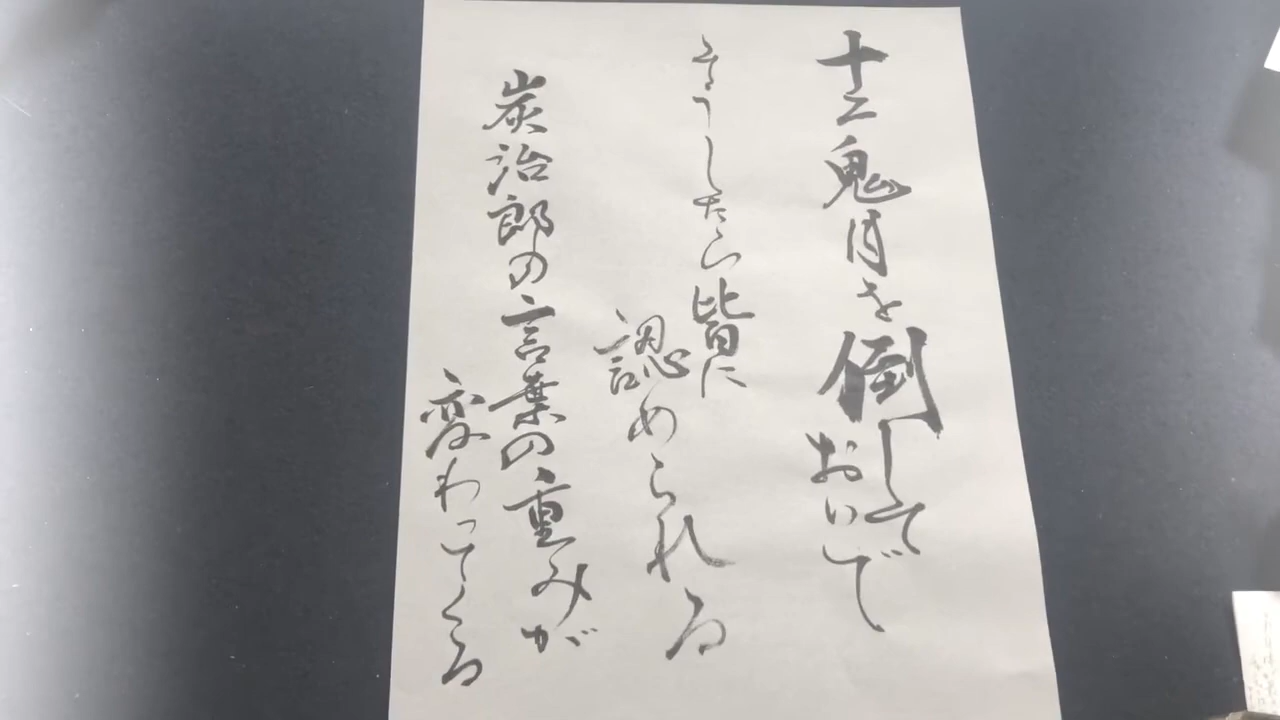 十二鬼月を倒して
おいで
そうしたら皆に
認められる
炭治郎の言葉の重みが
変わってくる